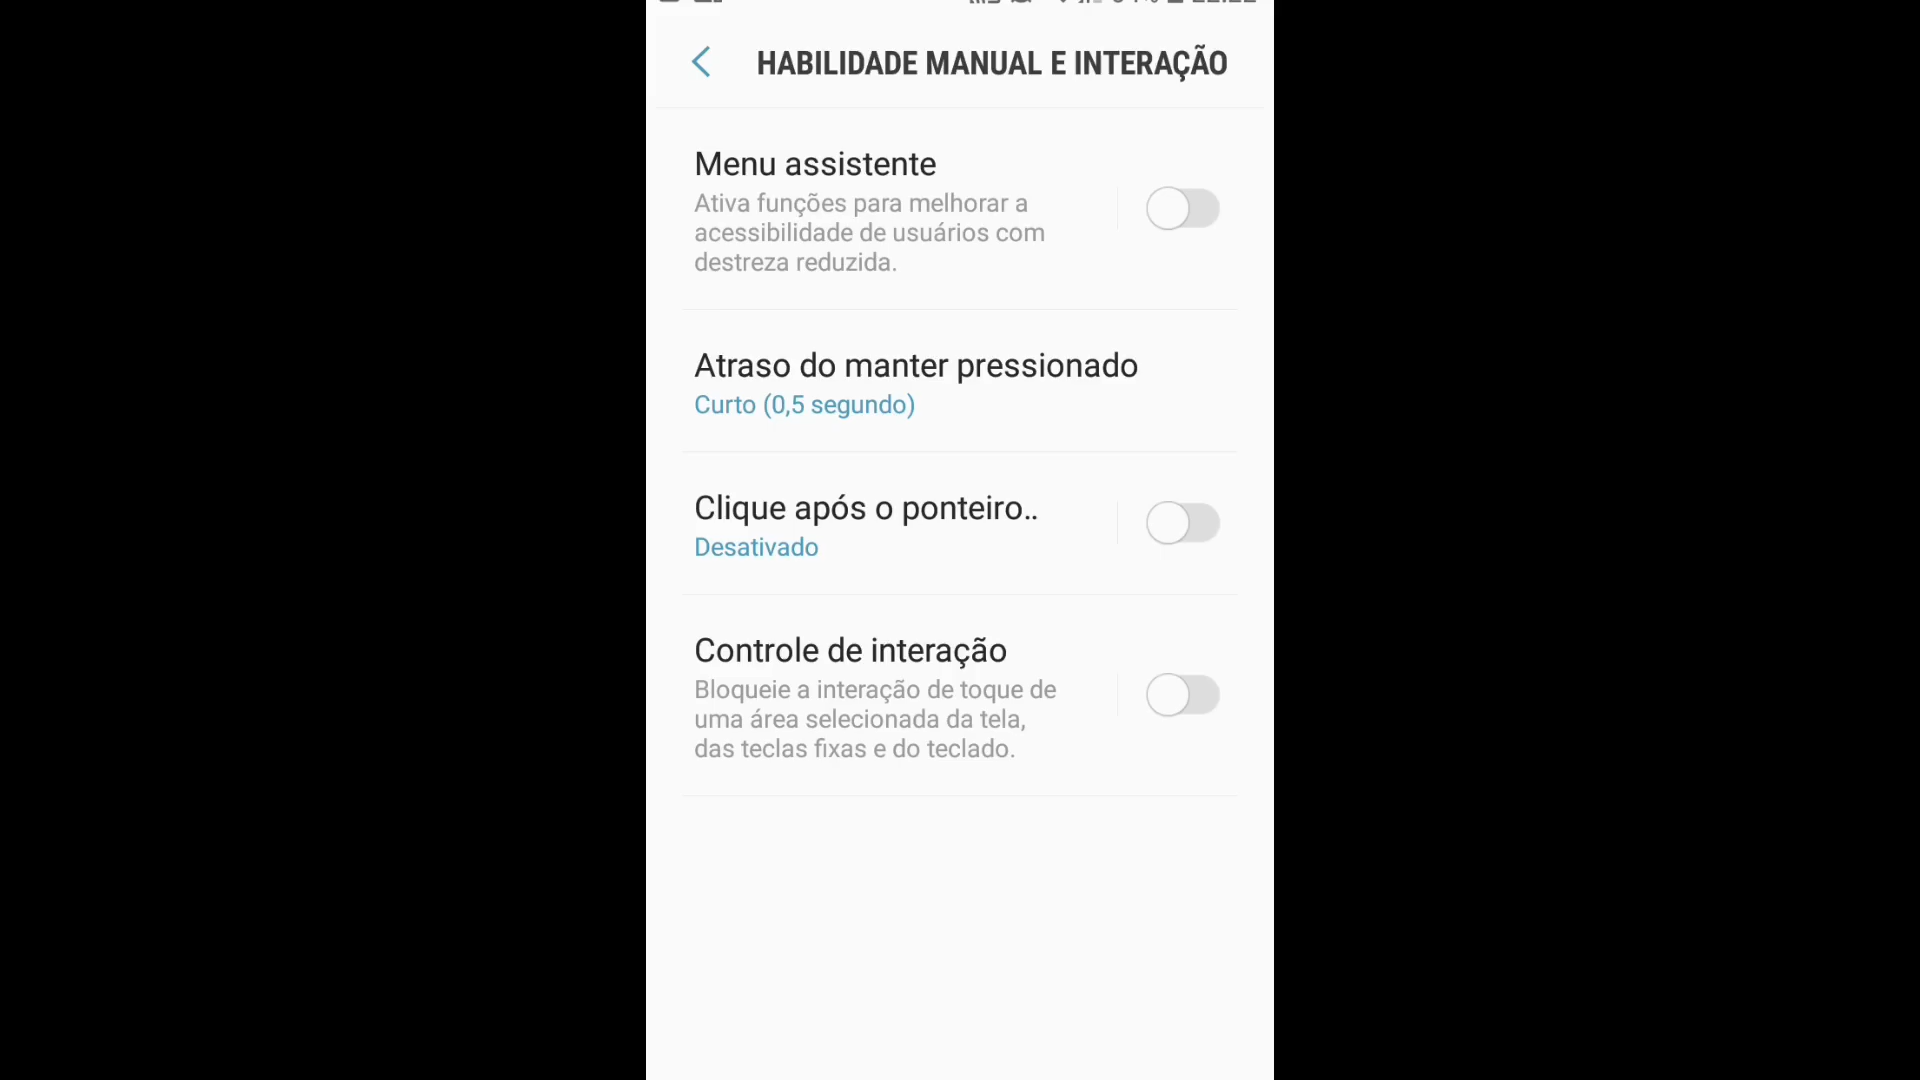 HABILIDADE MANUAL E INTERAÇÃO
Menu assistente
Ativa funções para melhorar a
acessibilidade de usuários com
destreza reduzida.
Atraso do manter pressionado
Curto (0,5 segundo)
Clique após o ponteiro..
Desativado
Controle de interação
Bloqueie a interação de toque de
uma área selecionada da tela,
das teclas fixas e do teclado.